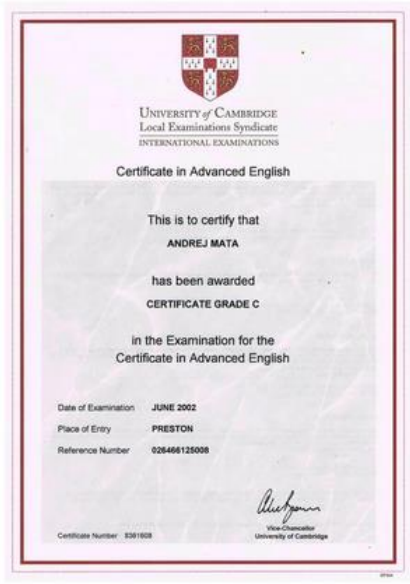 UNIVERSITY of CAMBRIDGE
Local Examinations Syndicate
INTERNATIONAL EXAMINATIONS
Certificate in Advanced English
This is to certify that
ANDREJ MATA
has been awarded
CERTIFICATE GRADE C
in the Examination for the
Certificate in Advanced English
Date of Examination JUNE 2002
Place of Entry PRESTON
Reference Number 026466125008
Vice-Chancellor
Certificate Number 8361608 University of Cambridge